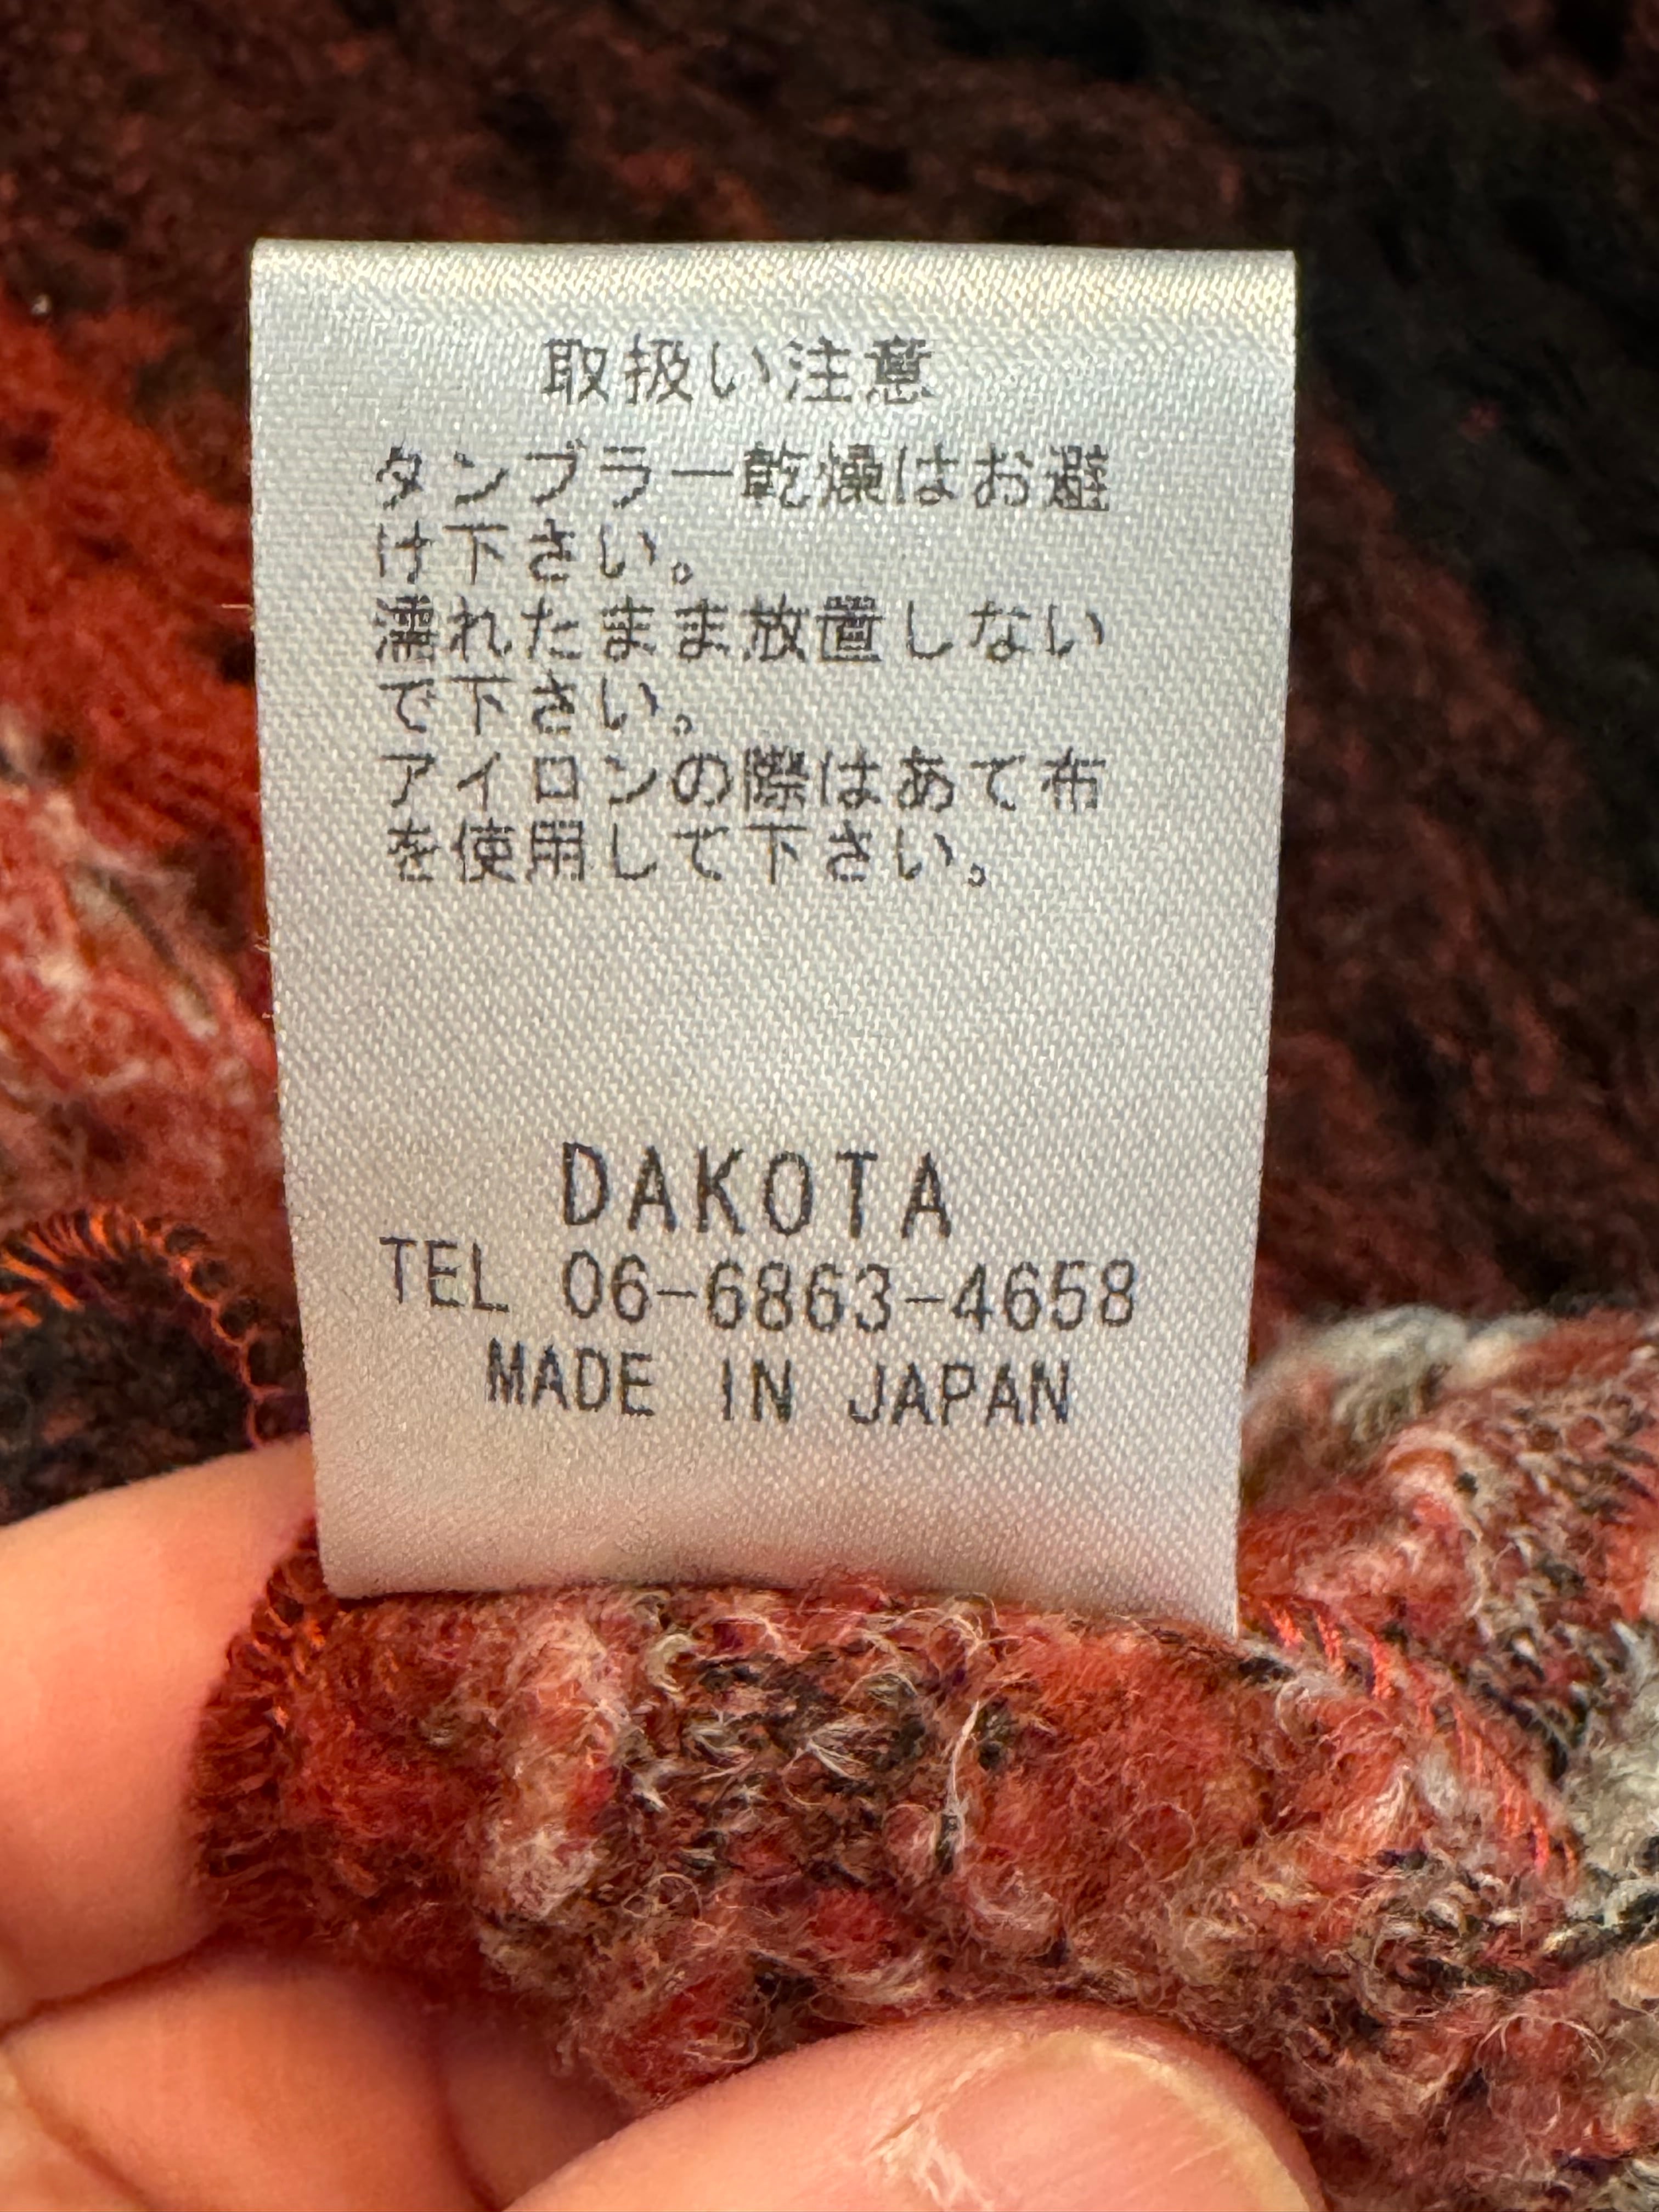 取扱い注意
タンブラー乾燥はお避
け下さい。
濡れたまま放置しない
で下さい。
アイロンの際はあて布
を使用して下さい。
DAKOTA
TEL 06-6863-4658
MADE IN JAPAN